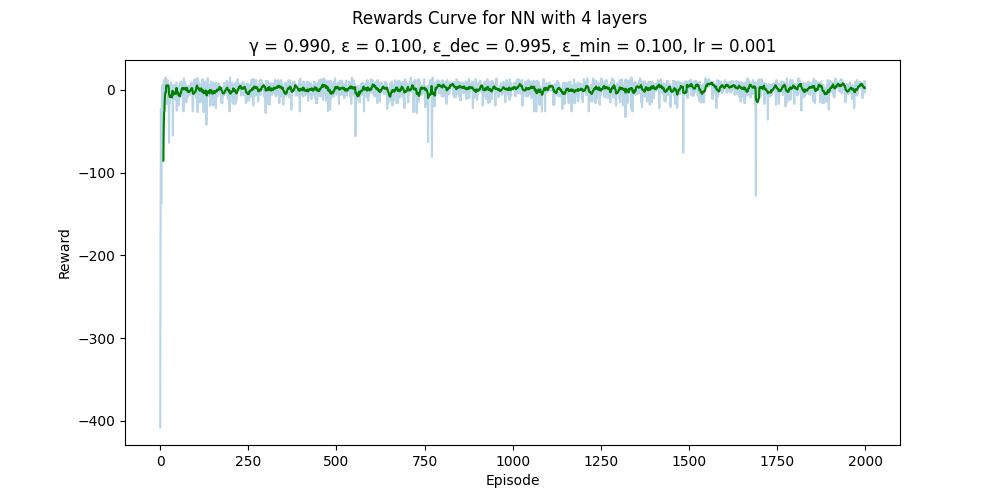 Rewards Curve for NN with 4 layers
γ = 0.990, ε = 0.100, ε_dec = 0.995, ε_min = 0.100, lr = 0.001
Reward
0
−100
−200
−300
−400
0 250 500 750 1000 1250 1500 1750 2000
Episode